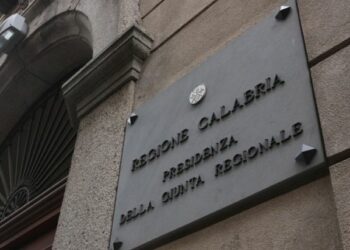 REGIONE CALABRIA
PRESIDENZA
DELLA GIUNTA REGIONALE